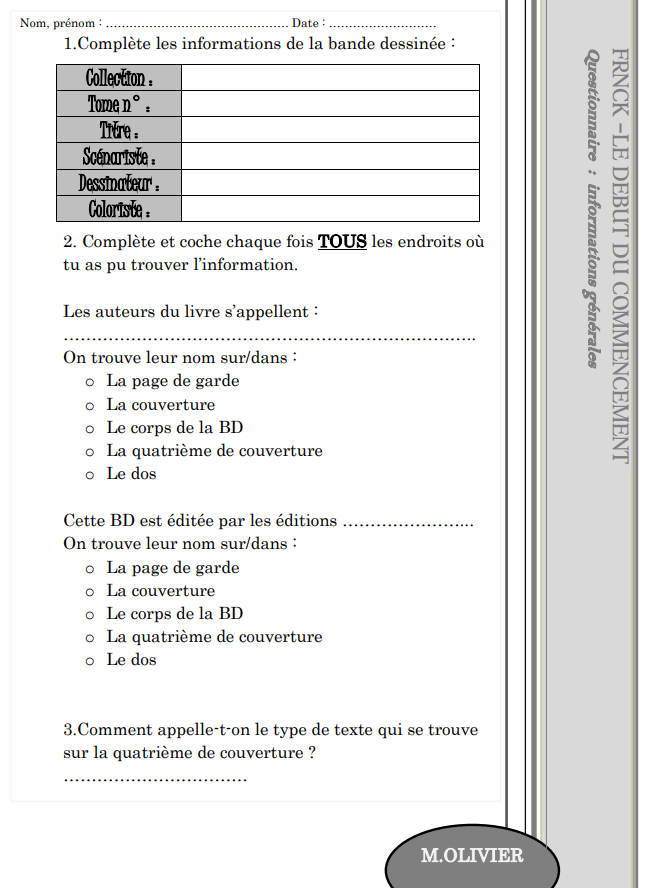 Nom, prénom : ………………………………………. Date : ………………………
1.Complète les informations de la bande dessinée :
Collection :
Tome n° :
Titre :
Scénariste :
Dessinateur :
Coloriste :
2. Complète et coche chaque fois TOUS les endroits où
tu as pu trouver l’information.
Les auteurs du livre s’appellent :
………………………………………………………………..
On trouve leur nom sur/dans :
o La page de garde
o La couverture
o Le corps de la BD
o La quatrième de couverture
o Le dos
Cette BD est éditée par les éditions …………………...
On trouve leur nom sur/dans :
o La page de garde
o La couverture
o Le corps de la BD
o La quatrième de couverture
o Le dos
3.Comment appelle-t-on le type de texte qui se trouve
sur la quatrième de couverture ?
……………………………
FRNCK -LE DEBUT DU COMMENCEMENT
Questionnaire : informations générales
M.OLIVIER